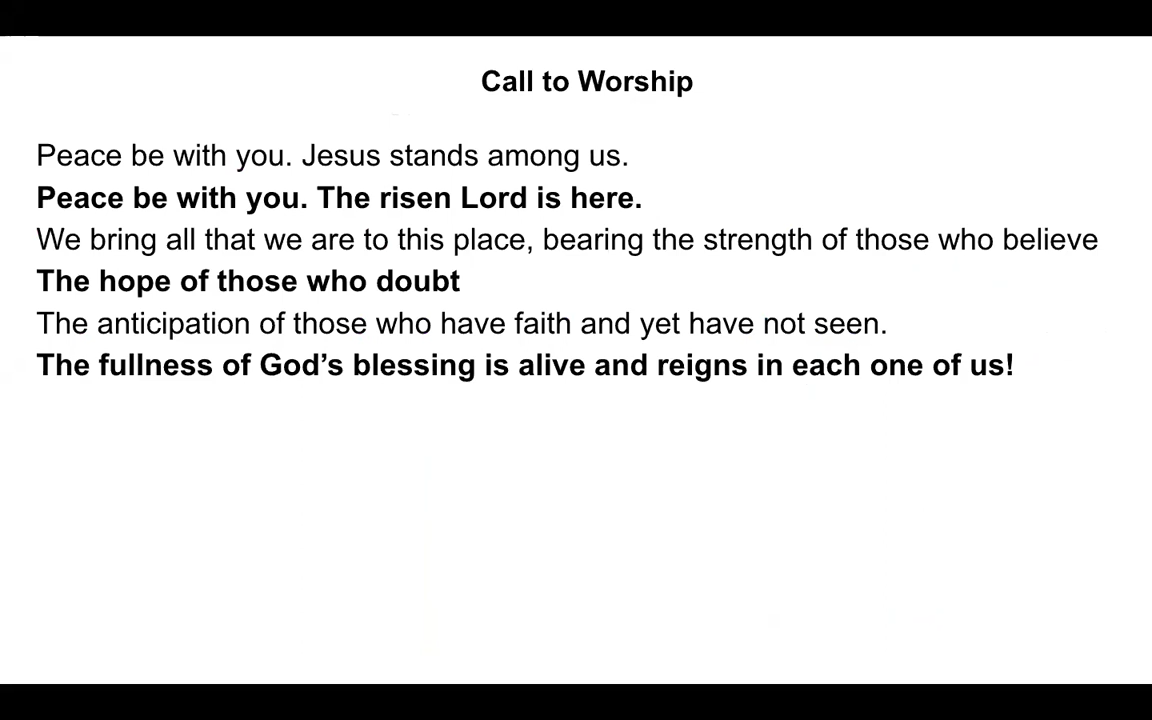 Call to Worship
Peace be with you. Jesus stands among us.
Peace be with you. The risen Lord is here.
We bring all that we are to this place, bearing the strength of those who believe
The hope of those who doubt
The anticipation of those who have faith and yet have not seen.
The fullness of God’s blessing is alive and reigns in each one of us!